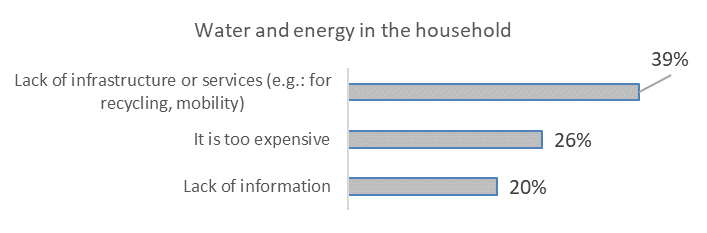 Water and energy in the household
39%
Lack of infrastructure or services (e.g.: for
recycling, mobility)
It is too expensive
26%
Lack of information
20%